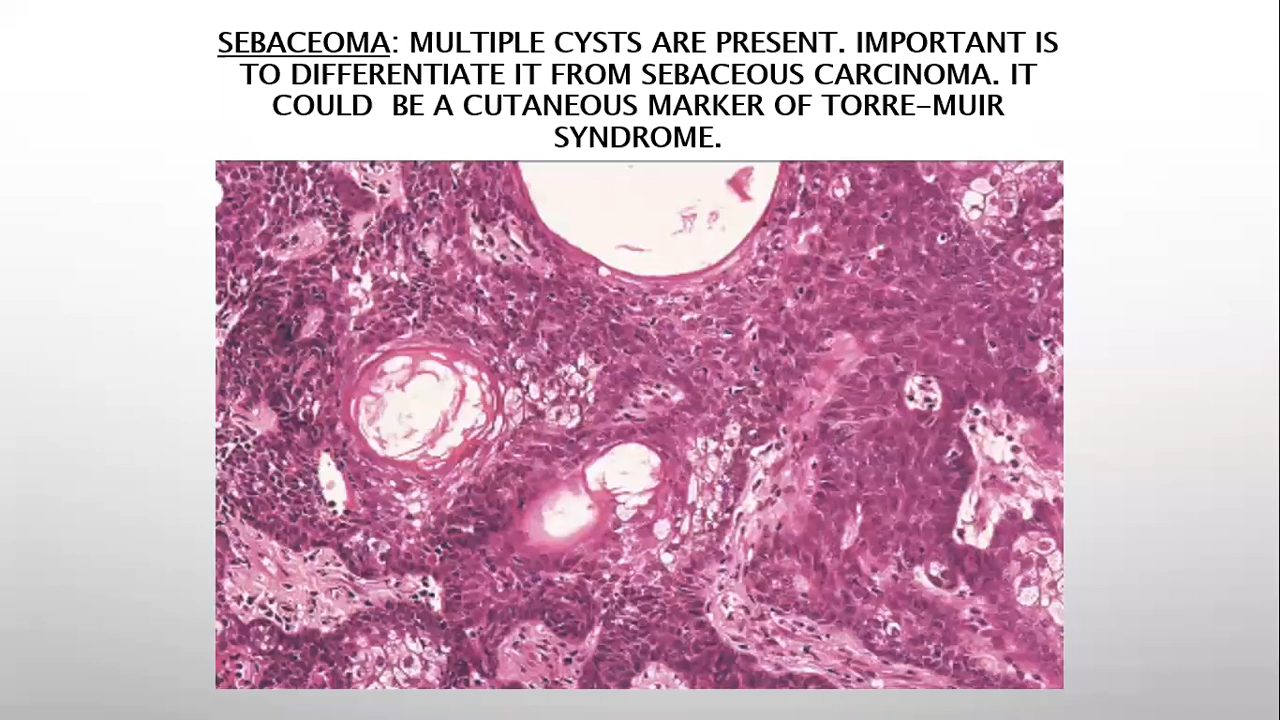 SEBACEOMA: MULTIPLE CYSTS ARE PRESENT. IMPORTANT IS
TO DIFFERENTIATE IT FROM SEBACEOUS CARCINOMA. IT
COULD  BE A CUTANEOUS MARKER OF TORRE-MUIR
SYNDROME.